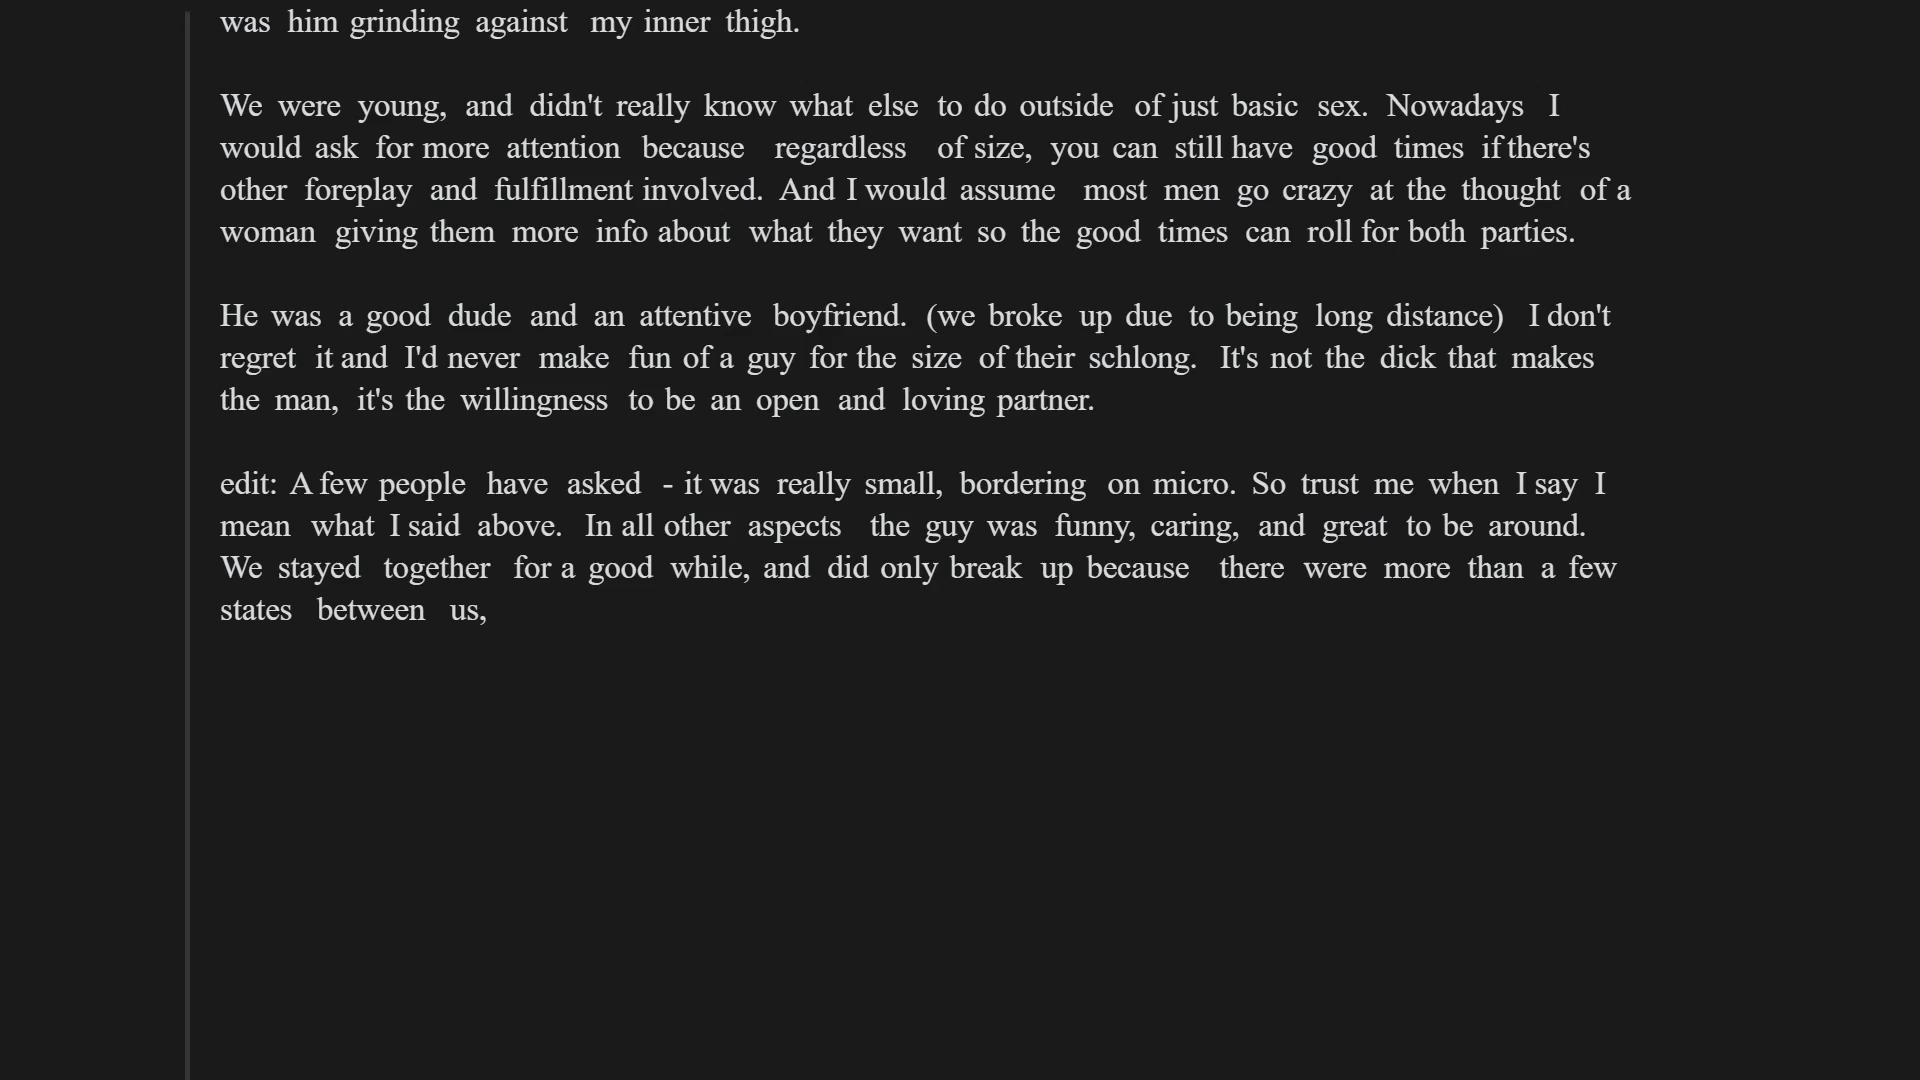 was him grinding against my inner thigh.
We were young, and didn't really know what else to do outside of just basic sex. Nowadays I
would ask for more attention because regardless of size, you can still have good times if there's
other foreplay and fulfillment involved. And I would assume most men go crazy at the thought of a
woman giving them more info about what they want so the good times can roll for both parties.
He was a good dude and an attentive boyfriend. (we broke up due to being long distance) I don't
regret it and I'd never make fun of a guy for the size of their schlong. It's not the dick that makes
the man, it's the willingness to be an open and loving partner.
edit: A few people have asked - it was really small, bordering on micro. So trust me when I say I
mean what I said above. In all other aspects the guy was funny, caring, and great to be around.
We stayed together for a good while, and did only break up because there were more than a few
states between us,